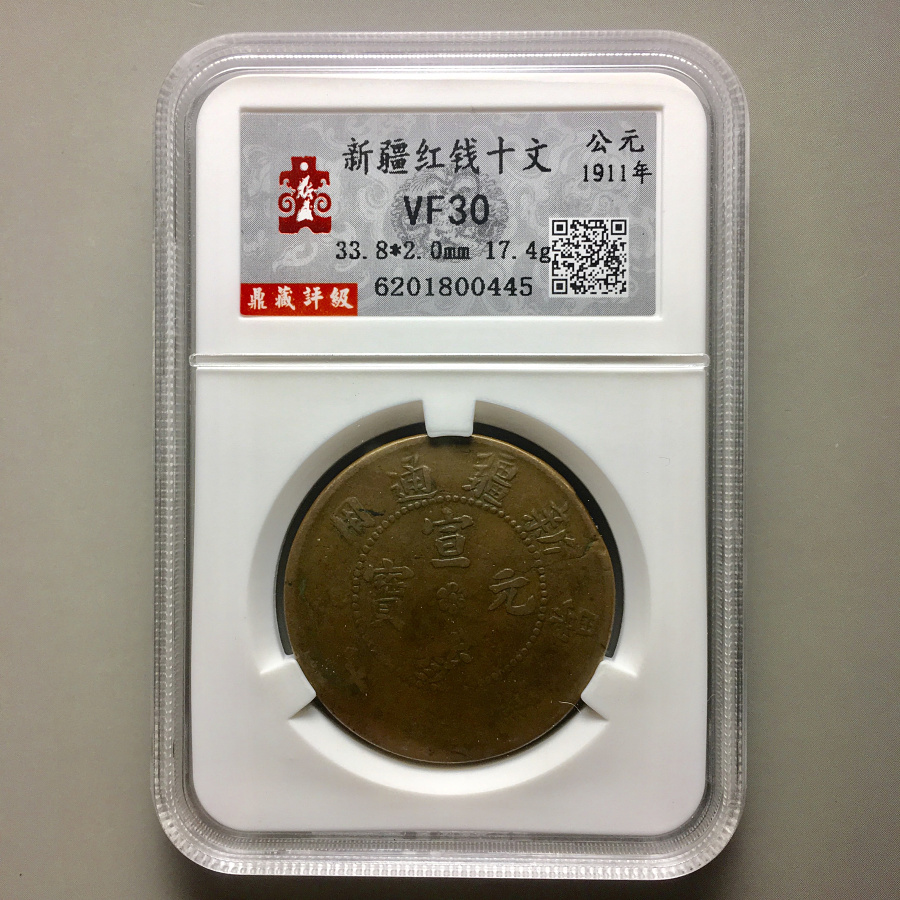 新疆红钱十文
公元
1911年
VF30
33.8*2.0mm 17.4g
6201800445
鼎藏評級
新疆通用
宣
元
寶